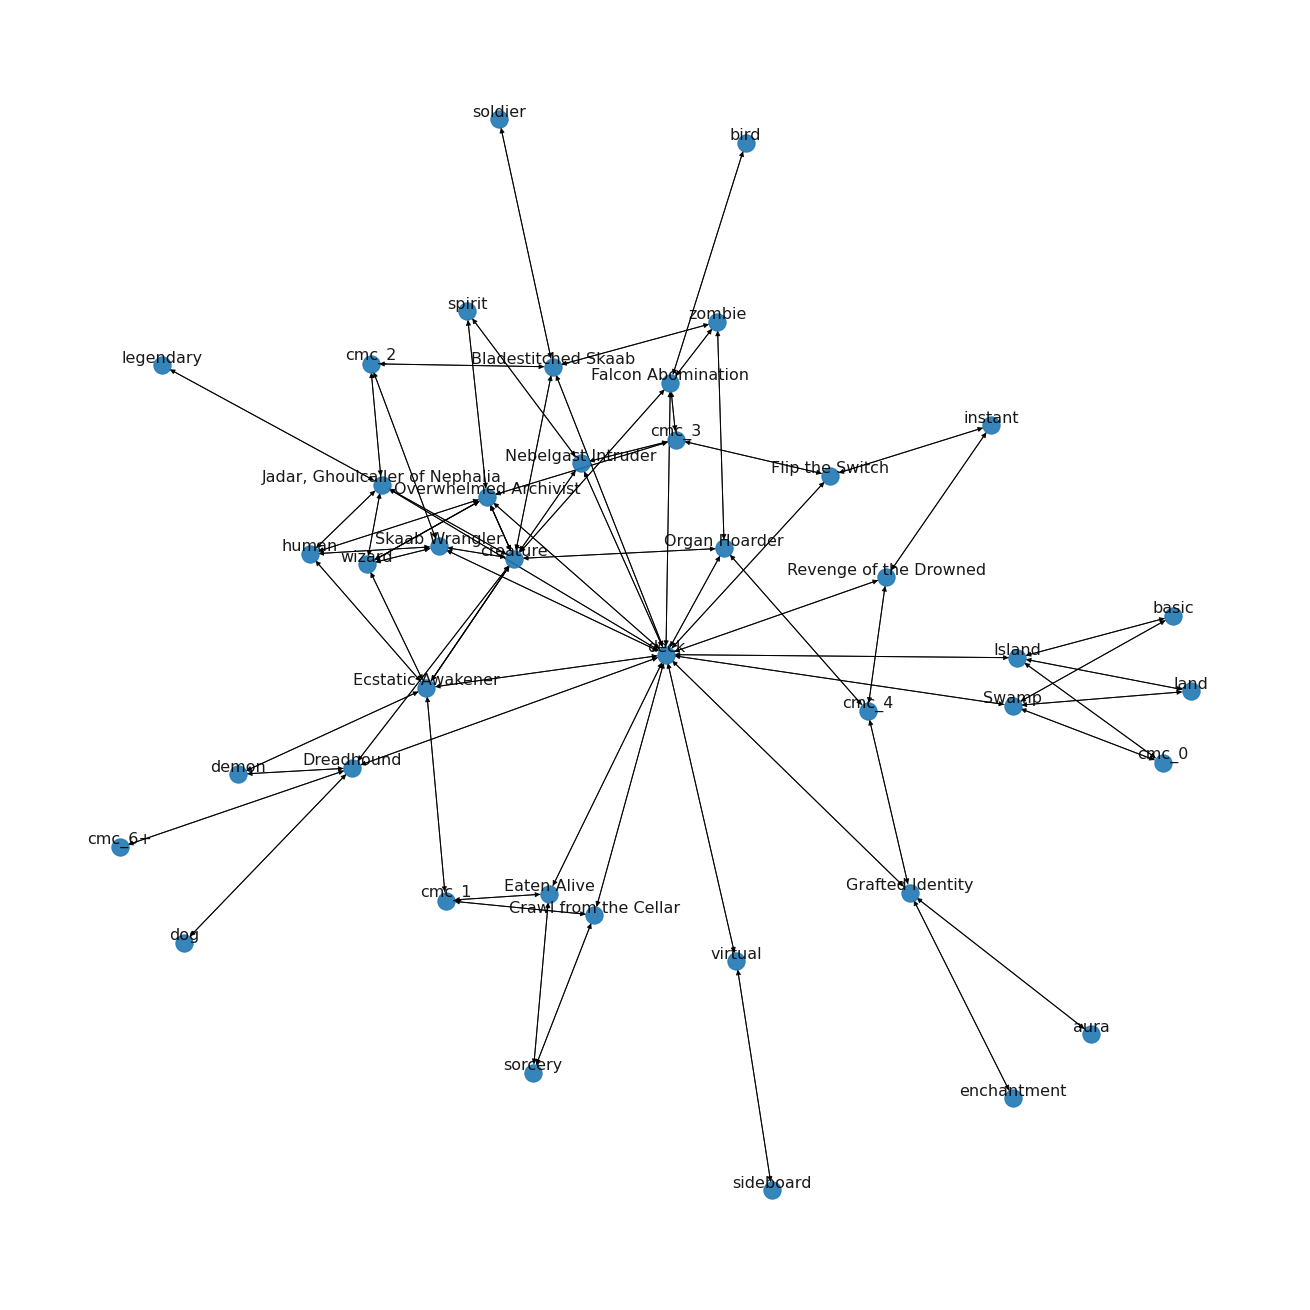 soldier
bird
spirit
zombie
cmc_2
legendary
Bladestitched Skaab
Falcon Abomination
instant
cmc_3
Nebelgast Intruder
Flip the Switch
Jadar, Ghoulcaller of Nephalia
Overwhelmed Archivist
Skaab Wrangler
Organ Hoarder
human
wizard
creature
Revenge of the Drowned
basic
deck
Island
Ecstatic Awakener
land
Swamp
cmc_4
cmc_0
demon
Dreadhound
cmc_6+
Eaten Alive
Grafted Identity
cmc_1
Crawl from the Cellar
dog
virtual
aura
sorcery
enchantment
sideboard